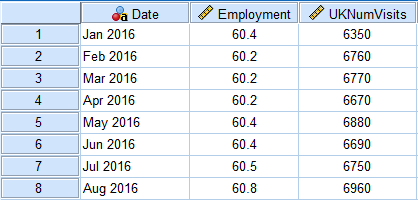 Date Employment UKNumVisits
1 Jan 2016 60.4 6350
2 Feb 2016 60.2 6760
3 Mar 2016 60.2 6770
4 Apr 2016 60.2 6670
5 May 2016 60.4 6880
6 Jun 2016 60.4 6690
7 Jul 2016 60.5 6750
8 Aug 2016 60.8 6960